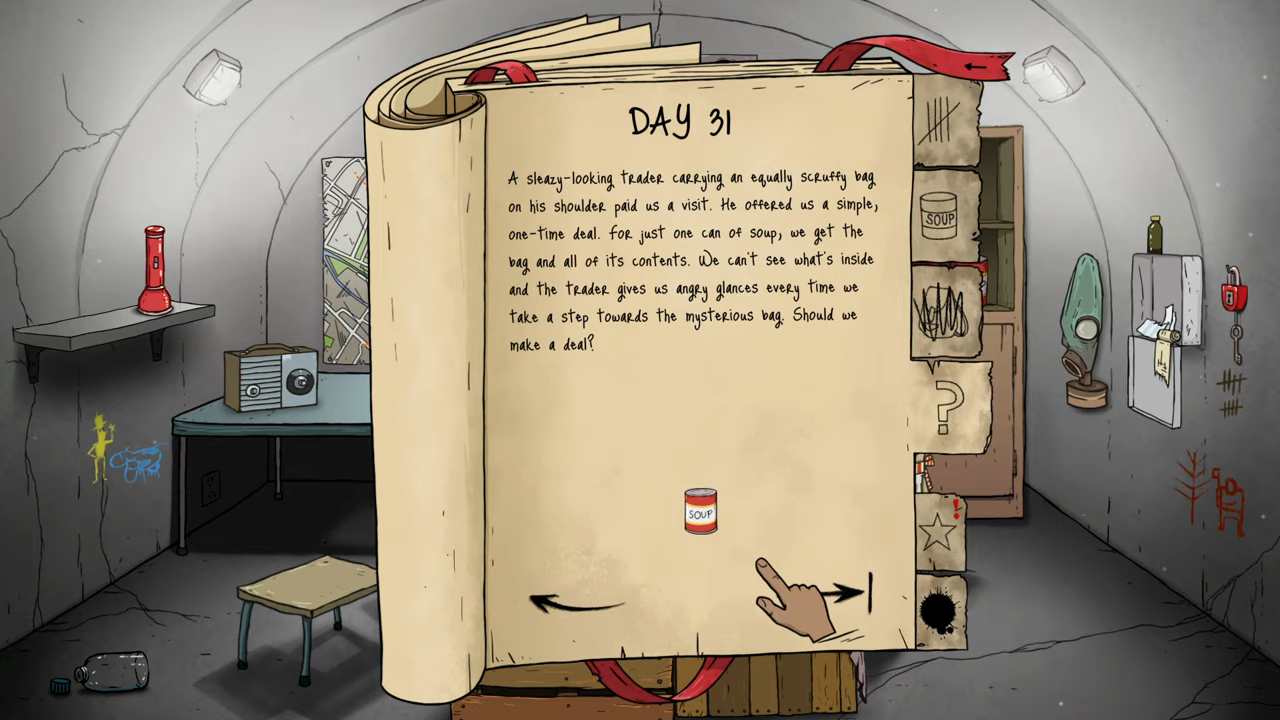 DAY 31
A sleazy-looking trader carrying an equally scruffy bag
on his shoulder paid us a visit. He offered us a simple,
one-time deal. For just one can of soup, we get the
bag and all of its contents. We can't see what's inside
and the trader gives us angry glances every time we
take a step towards the mysterious bag. Should we
make a deal?
SOUP
SOUP
?
!